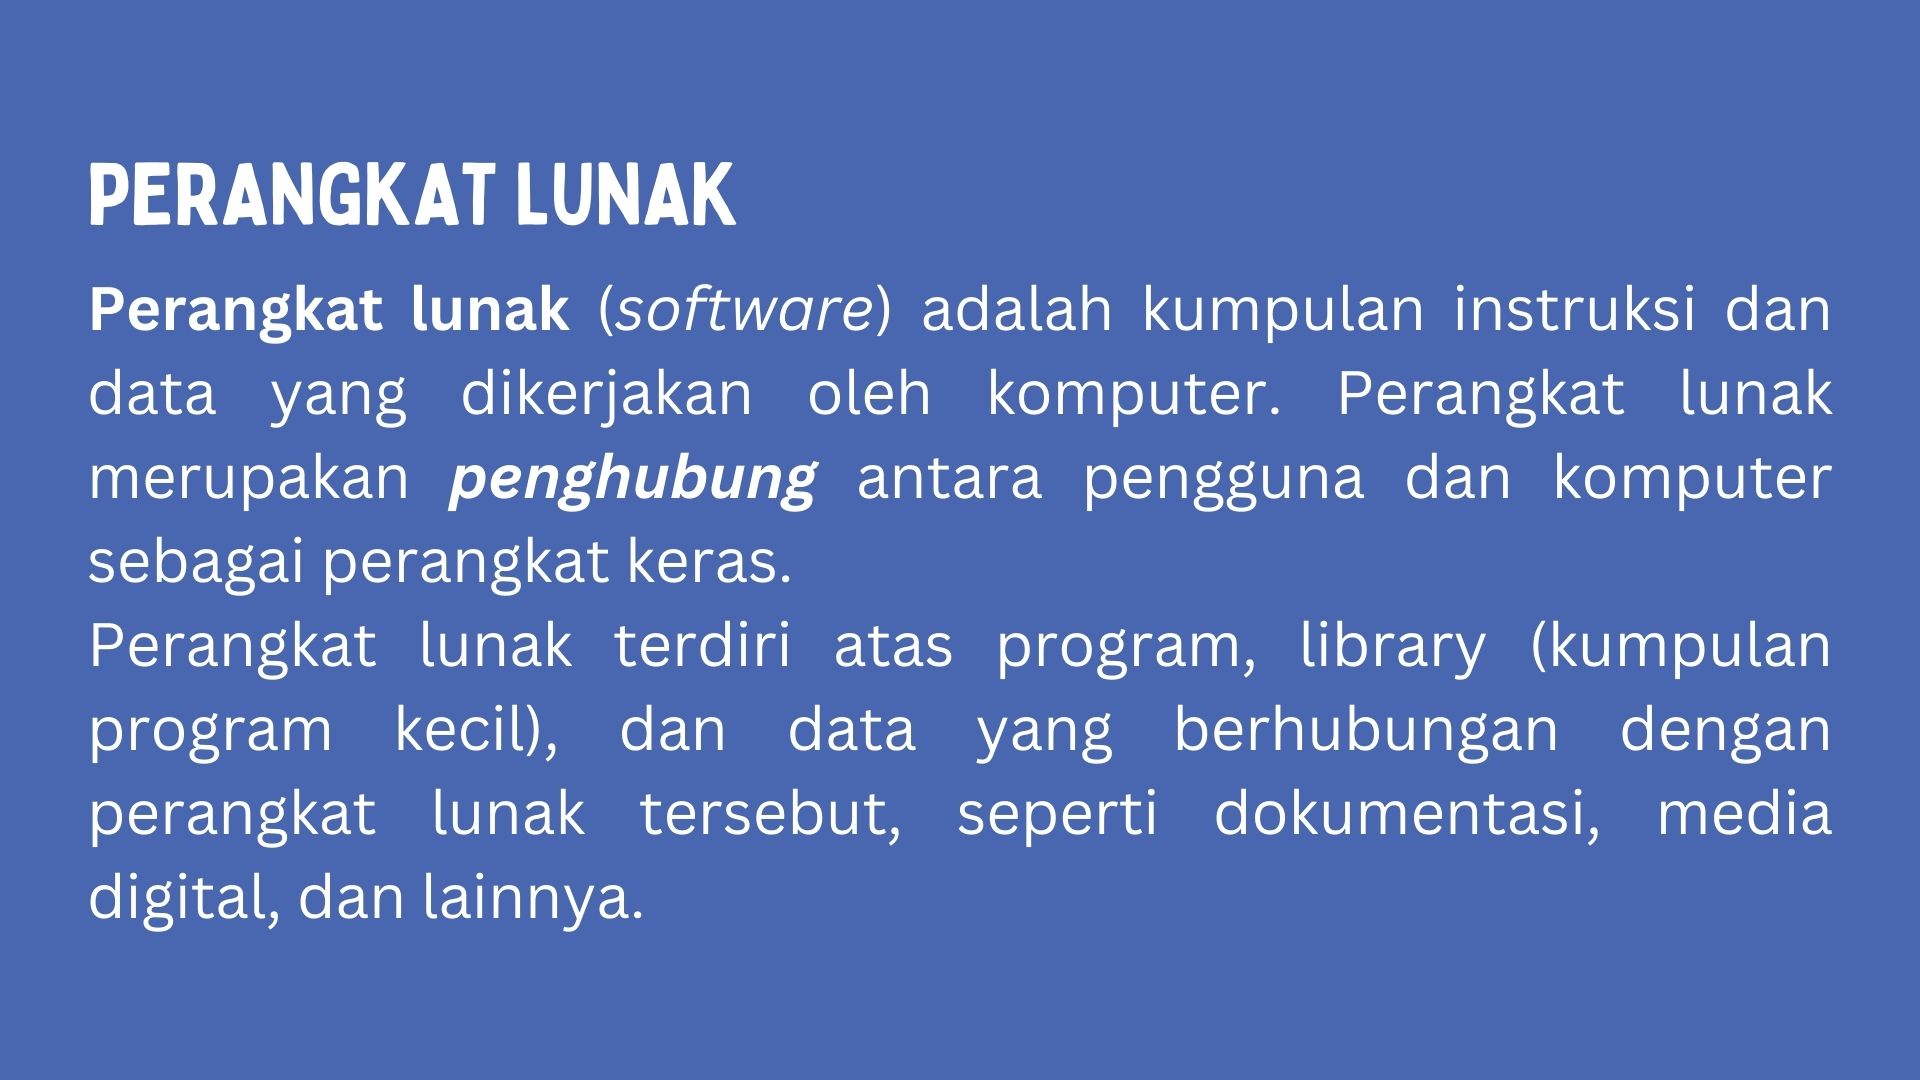 PERANGKAT LUNAK
Perangkat lunak (software) adalah kumpulan instruksi dan
data yang dikerjakan oleh komputer. Perangkat lunak
merupakan penghubung antara pengguna dan komputer
sebagai perangkat keras.
Perangkat lunak terdiri atas program, library (kumpulan
program kecil), dan data yang berhubungan dengan
perangkat lunak tersebut, seperti dokumentasi, media
digital, dan lainnya.